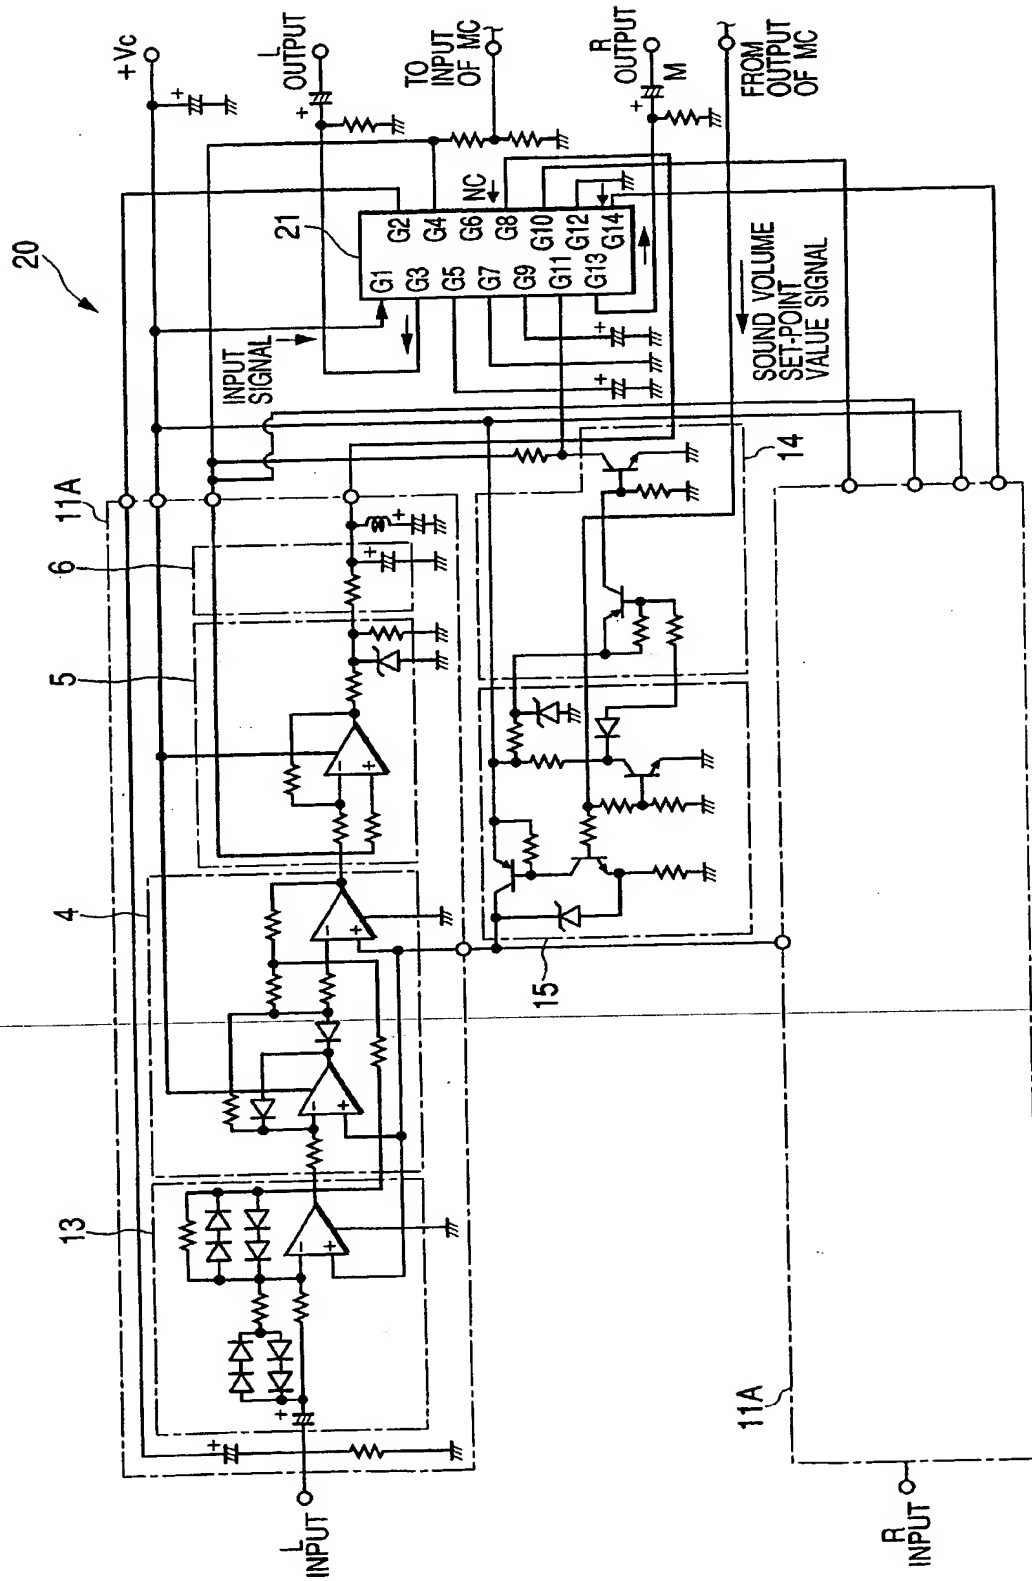 20
+Vc
L
OUTPUT
TO
INPUT
OF MC
R
OUTPUT
M
FROM
OUTPUT
OF MC
21
NC
G1
G3
G5
G7
G9
G11
G13
G2
G4
G6
G8
G10
G12
G14
INPUT
SIGNAL
SOUND VOLUME
SET-POINT
VALUE SIGNAL
11A
6
5
4
13
14
15
11A
L
INPUT
R
INPUT
+
+
+
+
+
+
+
+
+
+
−
+
−
+
−
+
−
+